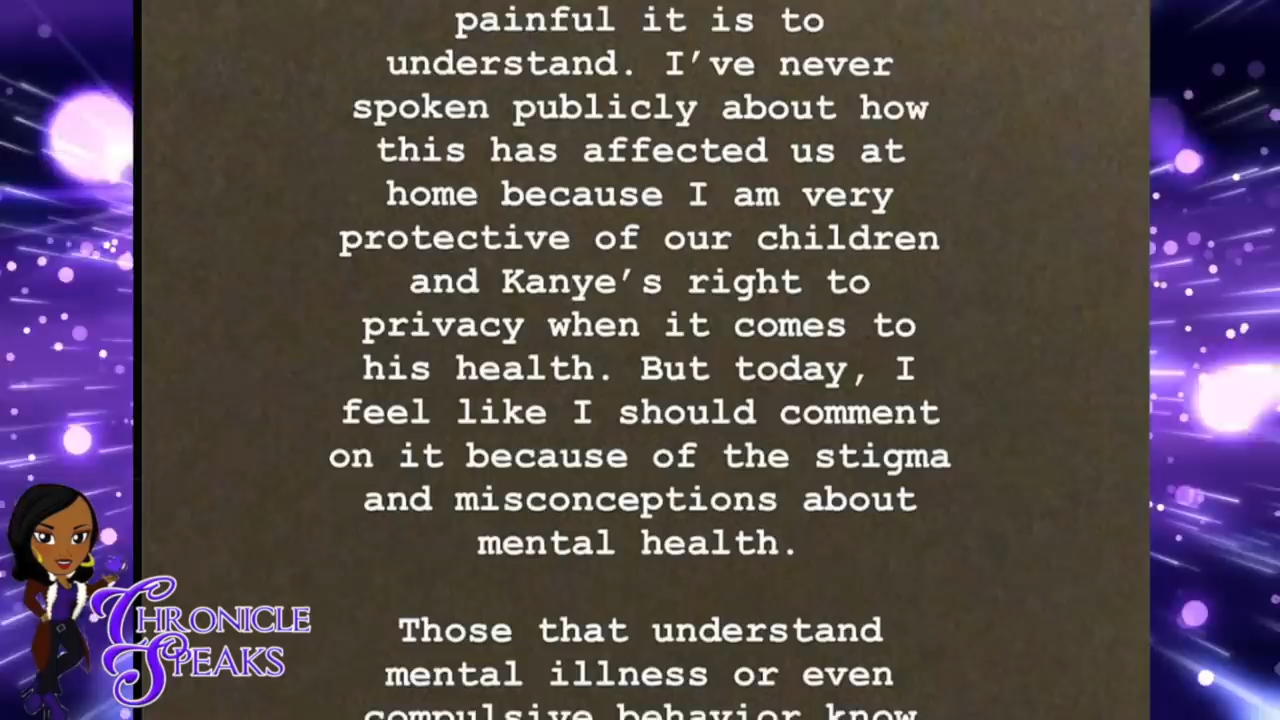 painful it is to
understand. I've never
spoken publicly about how
this has affected us at
home because I am very
protective of our children
and Kanye's right to
privacy when it comes to
his health. But today, I
feel like I should comment
on it because of the stigma
and misconceptions about
mental health.
Those that understand
mental illness or even
compulsive behavior know
CHRONICLE
SPEAKS